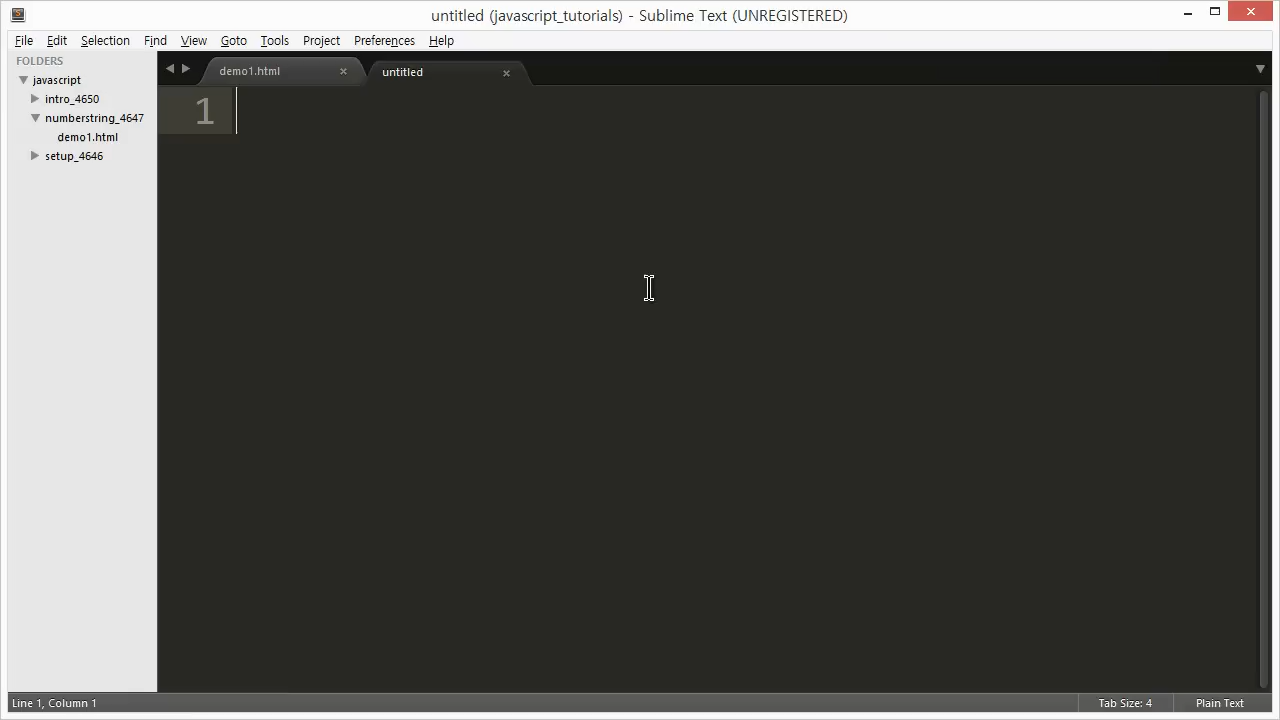 untitled (javascript_tutorials) - Sublime Text (UNREGISTERED)
File Edit Selection Find View Goto Tools Project Preferences Help
FOLDERS
javascript
intro_4650
numberstring_4647
demo1.html
setup_4646
demo1.html untitled
1
Line 1, Column 1 Tab Size: 4 Plain Text